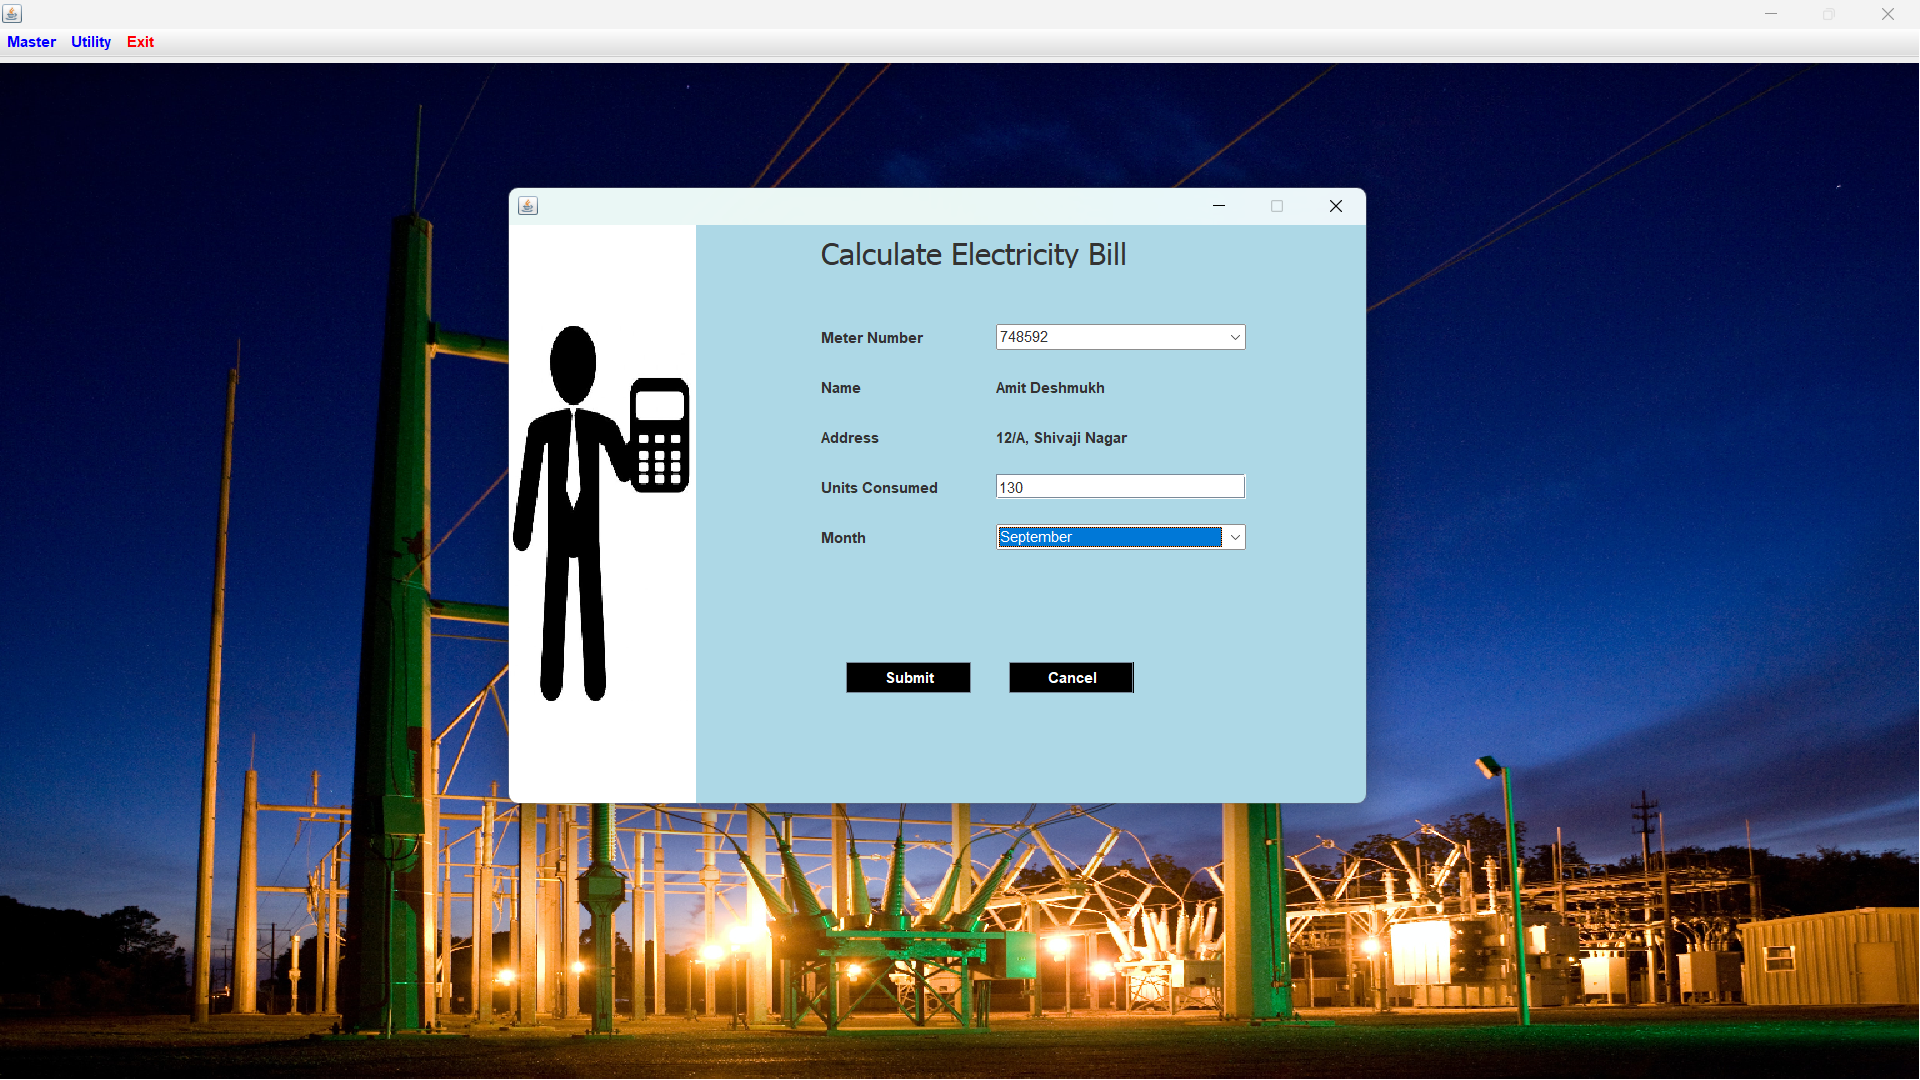 Master Utility Exit
Calculate Electricity Bill
Meter Number 748592
Name Amit Deshmukh
Address 12/A, Shivaji Nagar
Units Consumed 130
Month September
Submit Cancel